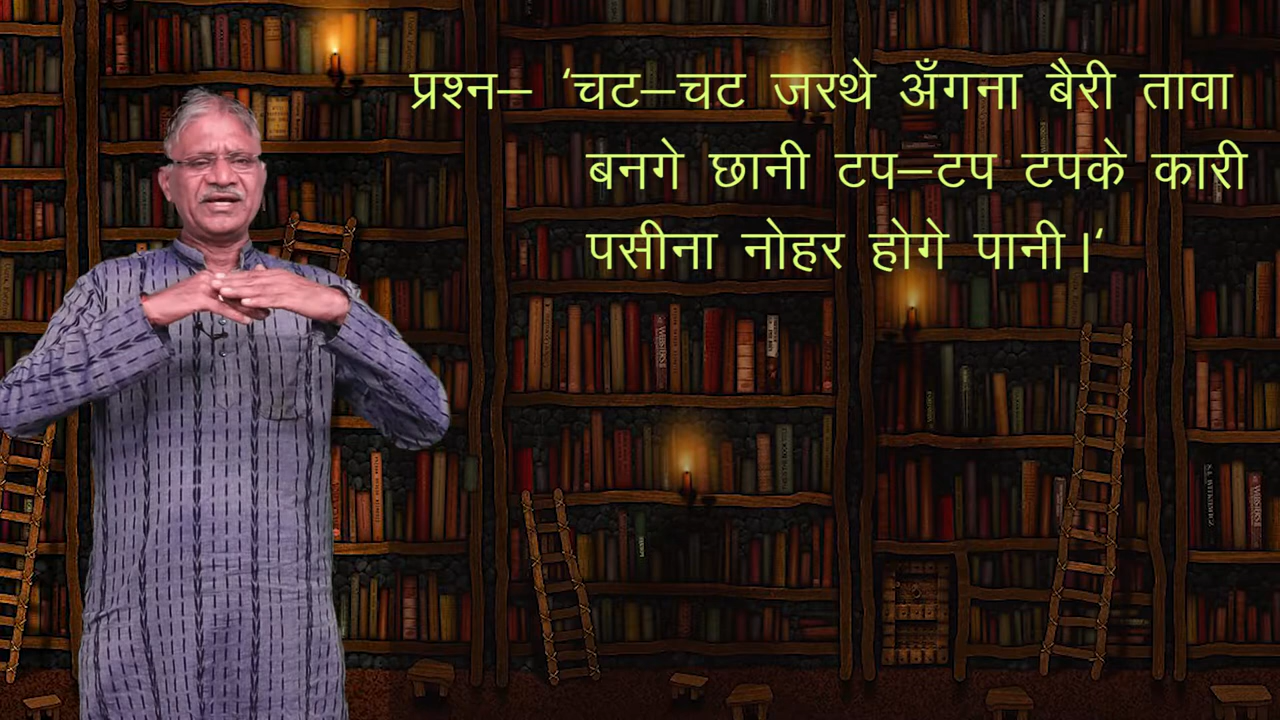 प्रश्न– ‘चट–चट जरथे अँगना बैरी तावा
बनगे छानी टप–टप टपके कारी
पसीना नोहर होगे पानी।‘